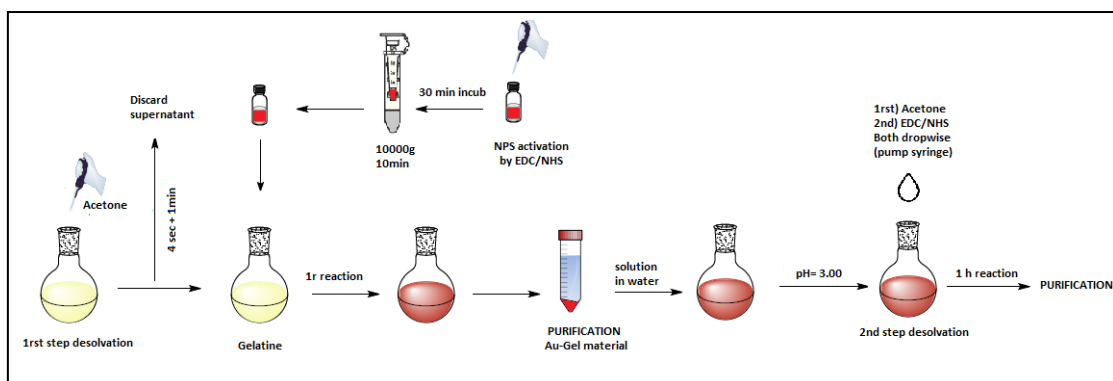 Discard
supernatant
Acetone
4 sec + 1min
1rst step desolvation
Gelatine
10000g
10min
30 min incub
NPS activation
by EDC/NHS
1r reaction
PURIFICATION
Au-Gel material
solution
in water
pH= 3.00
1rst) Acetone
2nd) EDC/NHS
Both dropwise
(pump syringe)
2nd step desolvation
1 h reaction
PURIFICATION